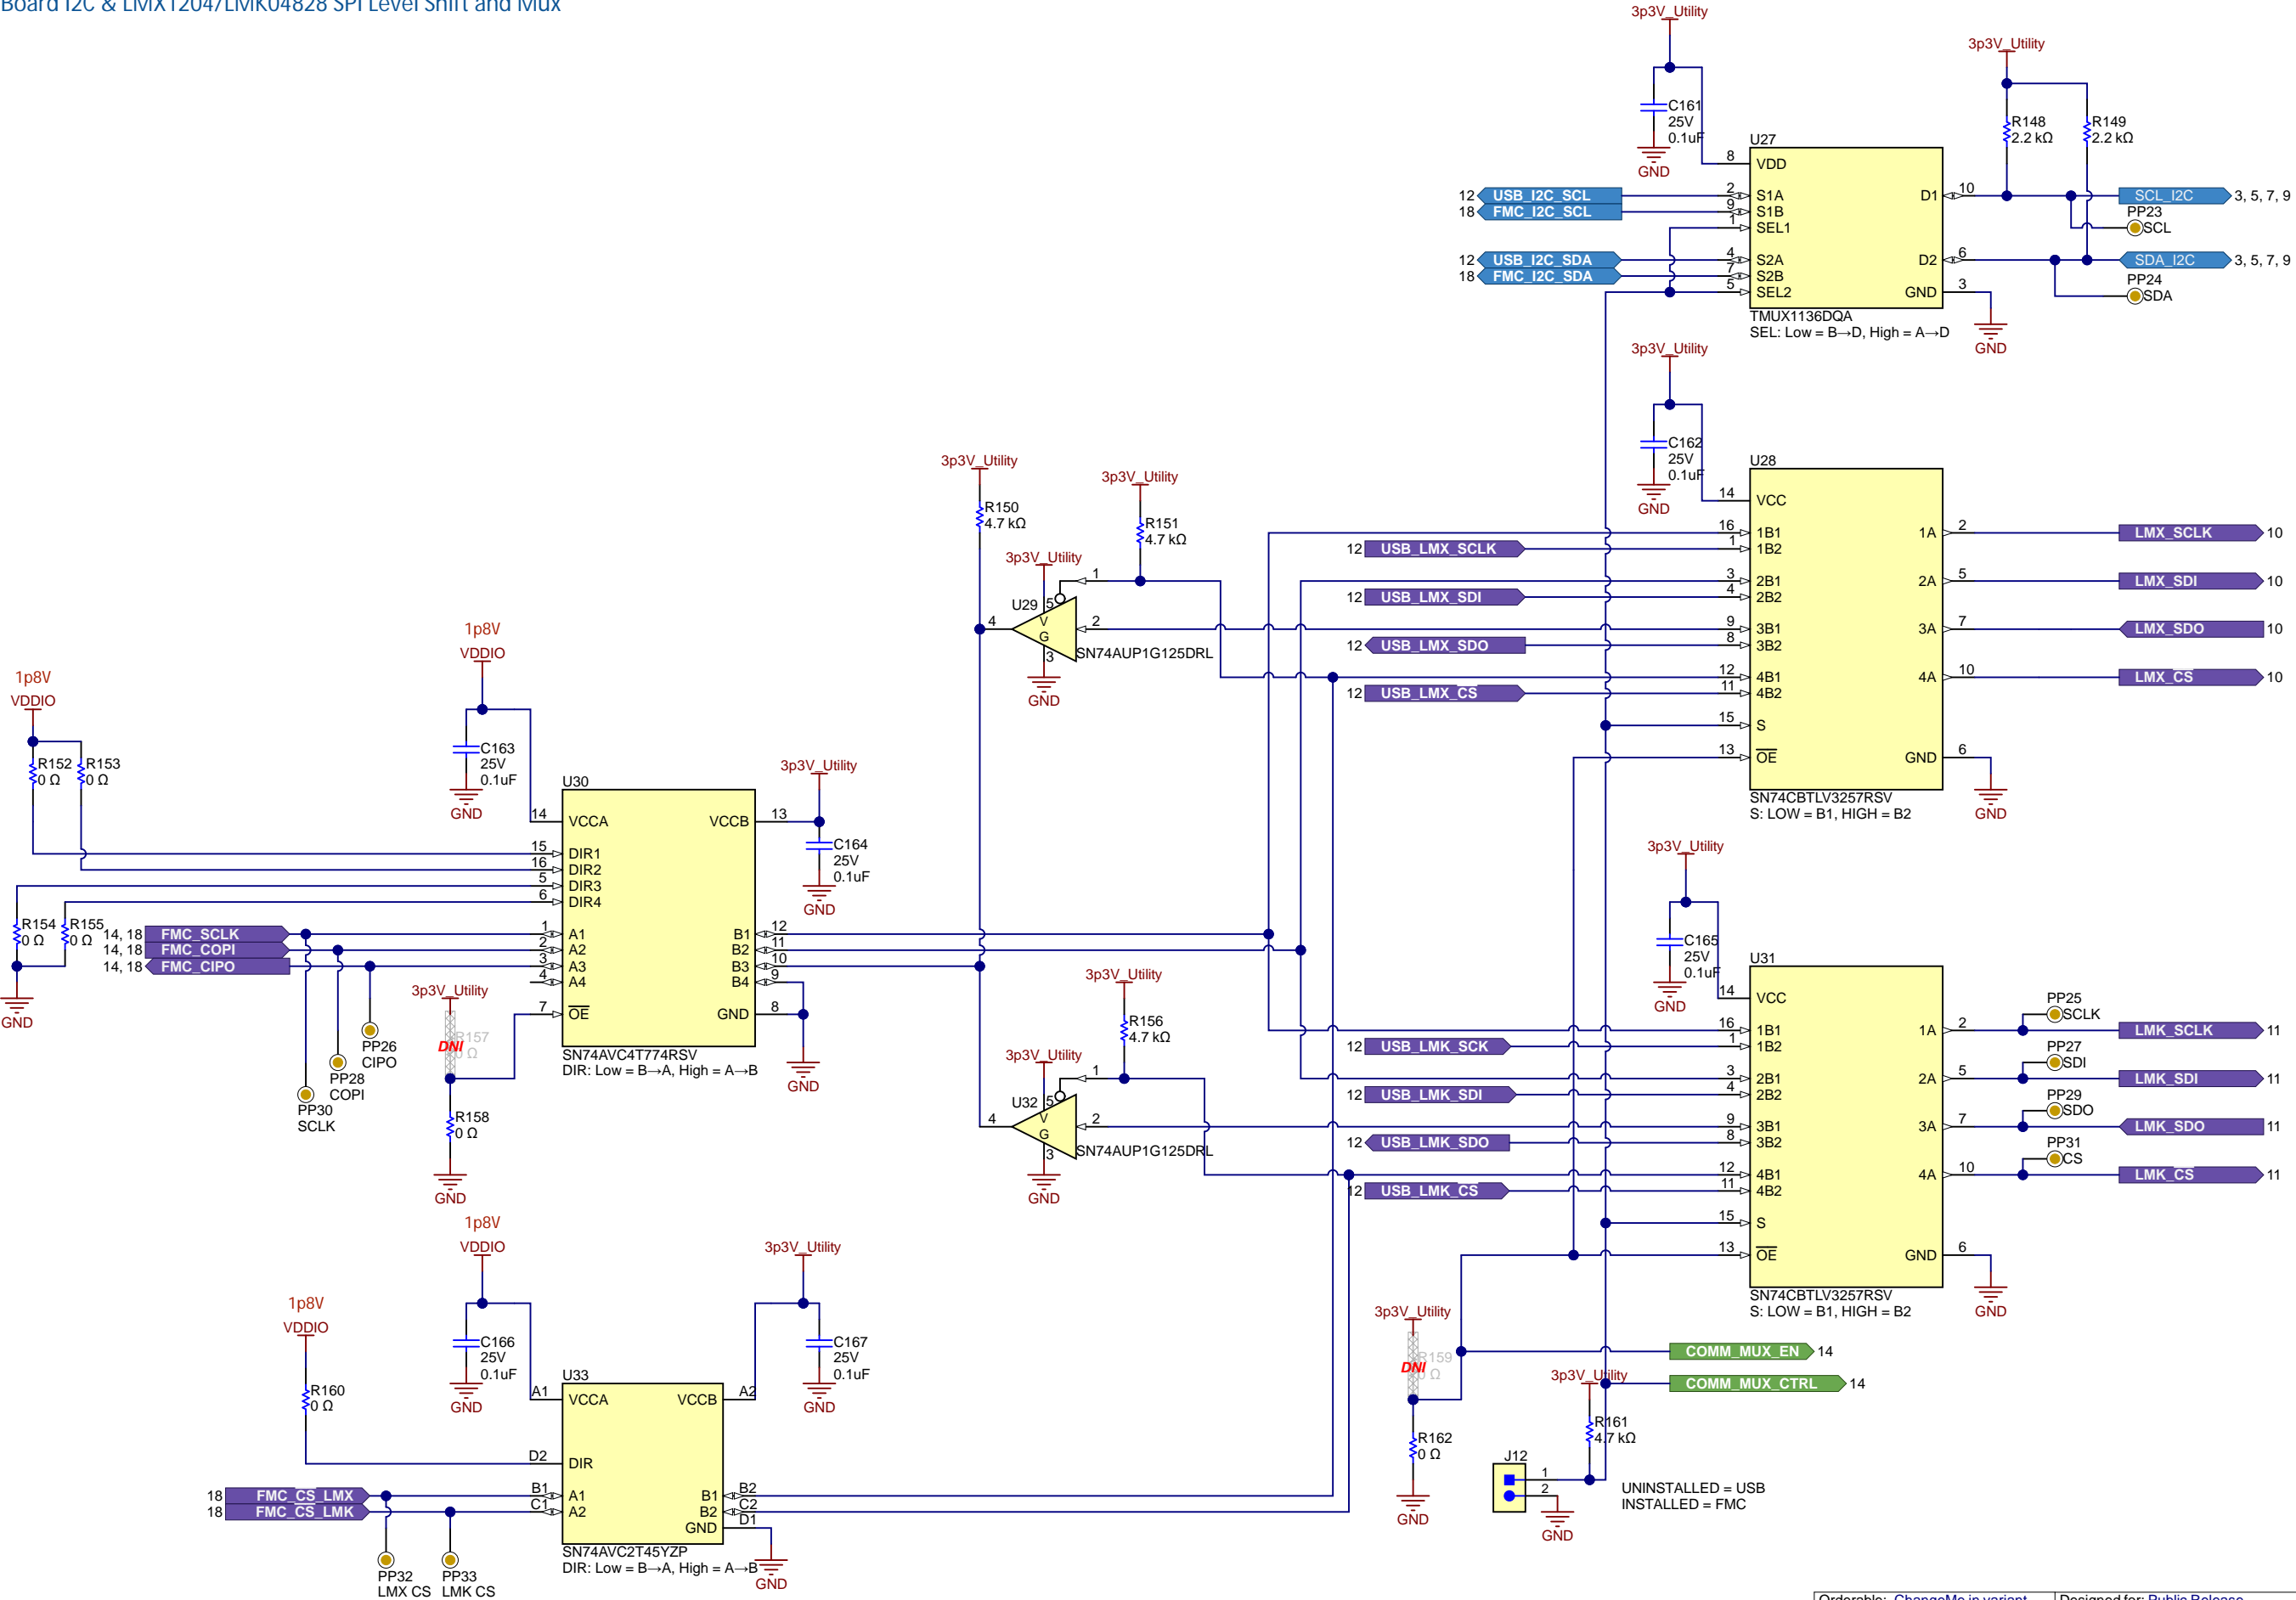 Board I2C & LMX1204/LMK04828 SPI Level Shift and Mux
3p3V_Utility
C161
25V
0.1uF
GND
3p3V_Utility
R148
2.2 kΩ
R149
2.2 kΩ
U27
8 VDD
12 USB_I2C_SCL 2 S1A
18 FMC_I2C_SCL 9 S1B
1 SEL1
12 USB_I2C_SDA 4 S2A
18 FMC_I2C_SDA 7 S2B
5 SEL2
D1 10 SCL_I2C 3, 5, 7, 9
PP23
SCL
D2 6 SDA_I2C 3, 5, 7, 9
PP24
SDA
GND 3
GND
TMUX1136DQA
SEL: Low = B→D, High = A→D
3p3V_Utility
C162
25V
0.1uF
GND
U28
14 VCC
16 1B1
12 USB_LMX_SCLK 1 1B2
3 2B1
12 USB_LMX_SDI 4 2B2
9 3B1
12 USB_LMX_SDO 8 3B2
12 4B1
12 USB_LMX_CS 11 4B2
15 S
13 OE
1A 2 LMX_SCLK 10
2A 5 LMX_SDI 10
3A 7 LMX_SDO 10
4A 10 LMX_CS 10
GND 6
GND
SN74CBTLV3257RSV
S: LOW = B1, HIGH = B2
3p3V_Utility
R150
4.7 kΩ
3p3V_Utility
R151
4.7 kΩ
3p3V_Utility
U29
1
2
3
4
5
V
G
SN74AUP1G125DRL
GND
1p8V
VDDIO
R152
0 Ω
R153
0 Ω
1p8V
VDDIO
C163
25V
0.1uF
GND
3p3V_Utility
C164
25V
0.1uF
GND
U30
14 VCCA
15 DIR1
16 DIR2
5 DIR3
6 DIR4
14, 18 FMC_SCLK 1 A1
14, 18 FMC_COPI 2 A2
14, 18 FMC_CIPO 3 A3
4 A4
7 OE
VCCB 13
B1 12
B2 11
B3 10
B4 9
GND 8
GND
SN74AVC4T774RSV
DIR: Low = B→A, High = A→B
R154
0 Ω
R155
0 Ω
GND
PP26
CIPO
PP28
COPI
PP30
SCLK
3p3V_Utility
R157
0 Ω
DNI
R158
0 Ω
GND
3p3V_Utility
R156
4.7 kΩ
3p3V_Utility
U32
1
2
3
4
5
V
G
SN74AUP1G125DRL
GND
3p3V_Utility
C165
25V
0.1uF
GND
U31
14 VCC
16 1B1
12 USB_LMK_SCK 1 1B2
3 2B1
12 USB_LMK_SDI 4 2B2
9 3B1
12 USB_LMK_SDO 8 3B2
12 4B1
12 USB_LMK_CS 11 4B2
15 S
13 OE
PP25
SCLK
1A 2 LMK_SCLK 11
PP27
SDI
2A 5 LMK_SDI 11
PP29
SDO
3A 7 LMK_SDO 11
PP31
CS
4A 10 LMK_CS 11
GND 6
GND
SN74CBTLV3257RSV
S: LOW = B1, HIGH = B2
1p8V
VDDIO
C166
25V
0.1uF
GND
3p3V_Utility
C167
25V
0.1uF
GND
1p8V
VDDIO
R160
0 Ω
U33
A1 VCCA
D2 DIR
18 FMC_CS_LMX B1 A1
18 FMC_CS_LMK C1 A2
VCCB A2
B1 B2
B2 C2
GND D1
GND
SN74AVC2T45YZP
DIR: Low = B→A, High = A→B
PP32
LMX CS
PP33
LMK CS
3p3V_Utility
R159
0 Ω
DNI
R162
0 Ω
GND
COMM_MUX_EN 14
COMM_MUX_CTRL 14
3p3V_Utility
R161
4.7 kΩ
J12
1
2
GND
UNINSTALLED = USB
INSTALLED = FMC
Orderable: ChangeMe in variant
Designed for: Public Release